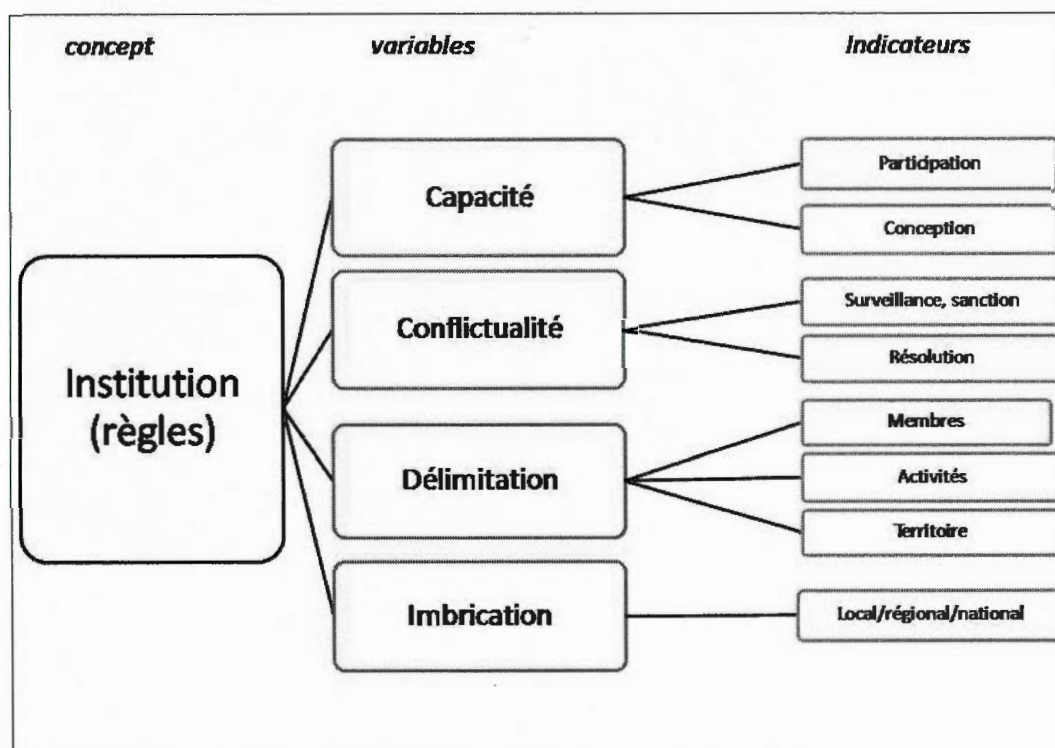 concept
variables
Indicateurs
Institution
(règles)
Capacité
Participation
Conception
Conflictualité
Surveillance, sanction
Résolution
Délimitation
Membres
Activités
Territoire
Imbrication
Local/régional/national